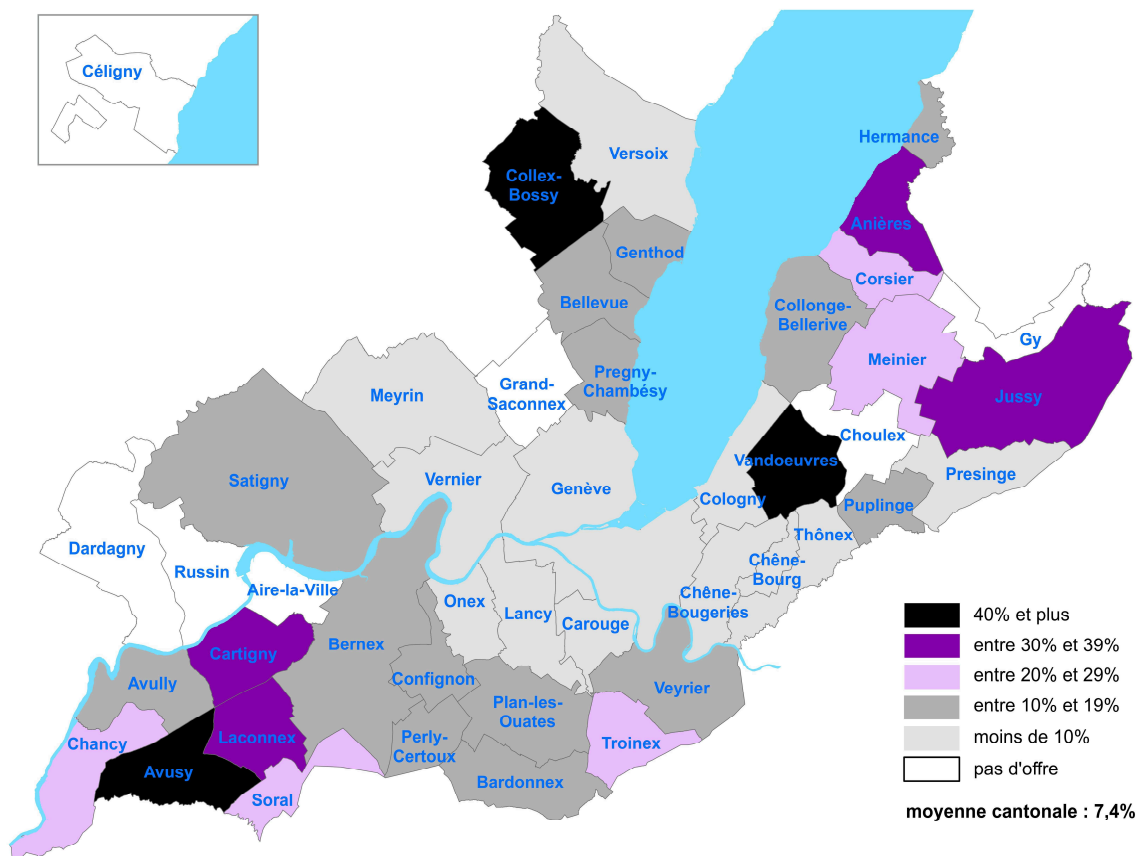 Céligny
Hermance
Versoix
Collex-
Bossy
Anières
Genthod
Corsier
Bellevue
Collonge-
Bellerive
Gy
Meinier
Pregny-
Chambésy
Grand-
Saconnex
Meyrin
Jussy
Choulex
Vandoeuvres
Presinge
Satigny
Vernier
Genève
Cologny
Puplinge
Thônex
Dardagny
Russin
Chêne-
Bourg
Aire-la-Ville
Onex
Lancy
Carouge
Chêne-
Bougeries
Bernex
Cartigny
Confignon
Avully
Veyrier
Plan-les-
Ouates
Laconnex
Chancy
Perly-
Certoux
Troinex
Avusy
Bardonnex
Soral
40% et plus
entre 30% et 39%
entre 20% et 29%
entre 10% et 19%
moins de 10%
pas d'offre
moyenne cantonale : 7,4%